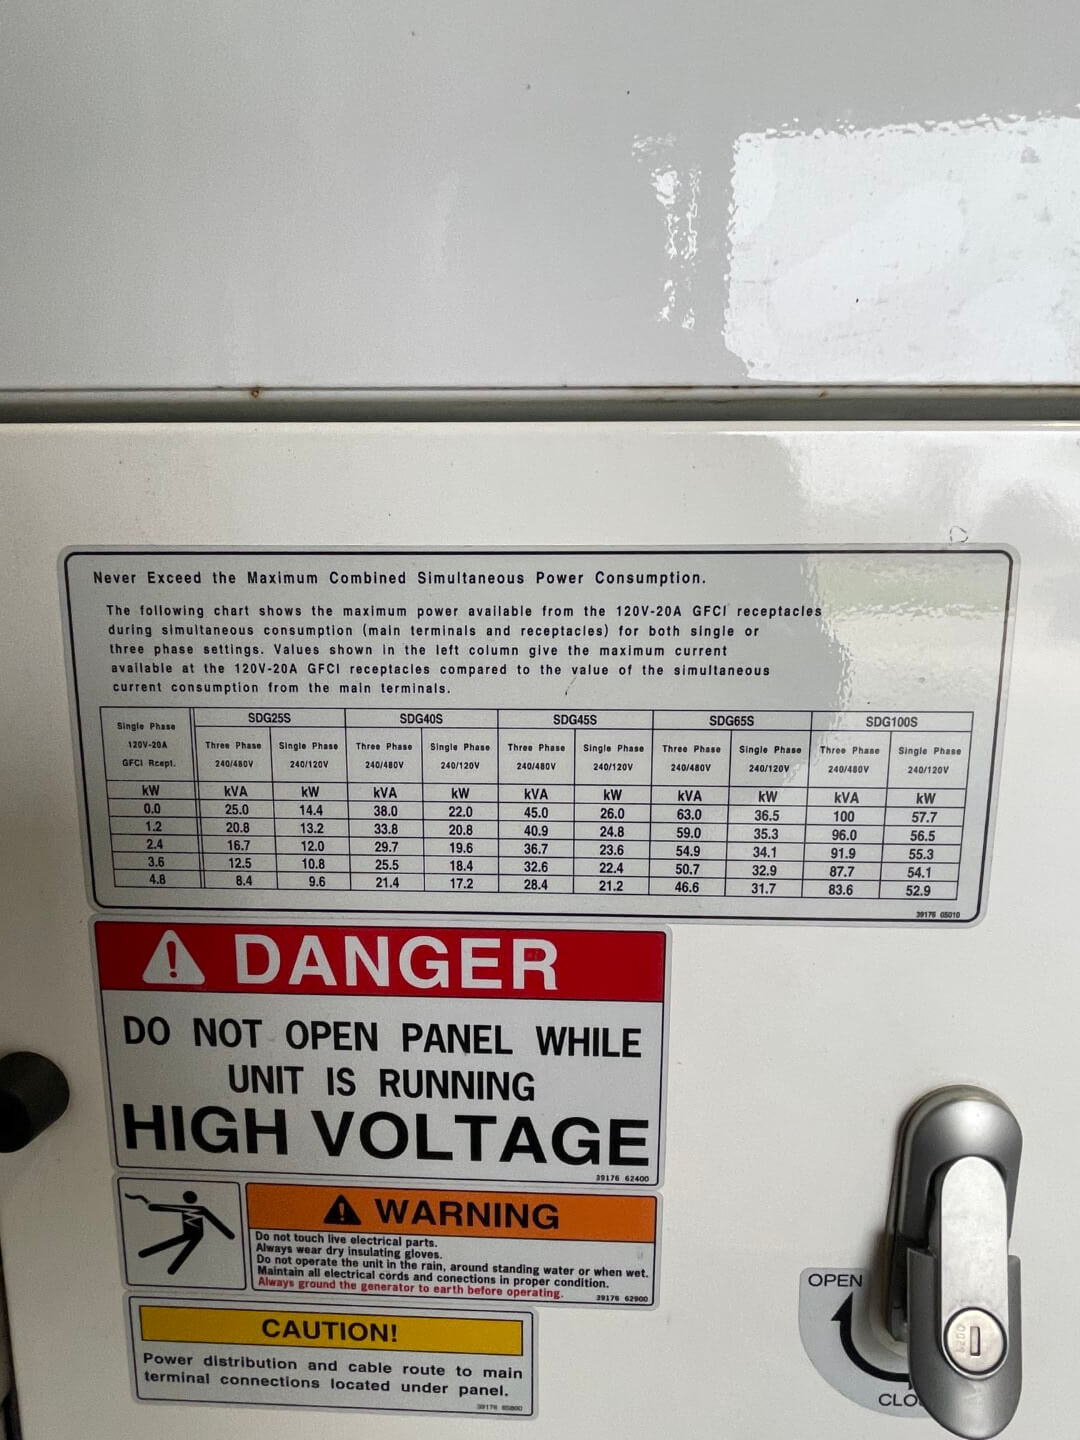 Never Exceed the Maximum Combined Simultaneous Power Consumption.
The following chart shows the maximum power available from the 120V-20A GFCI receptacles
during simultaneous consumption (main terminals and receptacles) for both single or
three phase settings. Values shown in the left column give the maximum current
available at the 120V-20A GFCI receptacles compared to the value of the simultaneous
current consumption from the main terminals.
SDG25S SDG40S SDG45S SDG65S SDG100S
Single Phase
120V-20A Three Phase Single Phase Three Phase Single Phase Three Phase Single Phase Three Phase Single Phase Three Phase Single Phase
GFCI Rcept. 240/480V 240/120V 240/480V 240/120V 240/480V 240/120V 240/480V 240/120V 240/480V 240/120V
kW kVA kW kVA kW kVA kW kVA kW kVA kW
0.0 25.0 14.4 38.0 22.0 45.0 26.0 63.0 36.5 100 57.7
1.2 20.8 13.2 33.8 20.8 40.9 24.8 59.0 35.3 96.0 56.5
2.4 16.7 12.0 29.7 19.6 36.7 23.6 54.9 34.1 91.9 55.3
3.6 12.5 10.8 25.5 18.4 32.6 22.4 50.7 32.9 87.7 54.1
4.8 8.4 9.6 21.4 17.2 28.4 21.2 46.6 31.7 83.6 52.9
39176 05010
DANGER
DO NOT OPEN PANEL WHILE
UNIT IS RUNNING
HIGH VOLTAGE
39176 62400
WARNING
Do not touch live electrical parts.
Always wear dry insulating gloves.
Do not operate the unit in the rain, around standing water or when wet.
Maintain all electrical cords and conections in proper condition.
Always ground the generator to earth before operating.
39176 62900
CAUTION!
Power distribution and cable route to main
terminal connections located under panel.
OPEN
0200
CLO